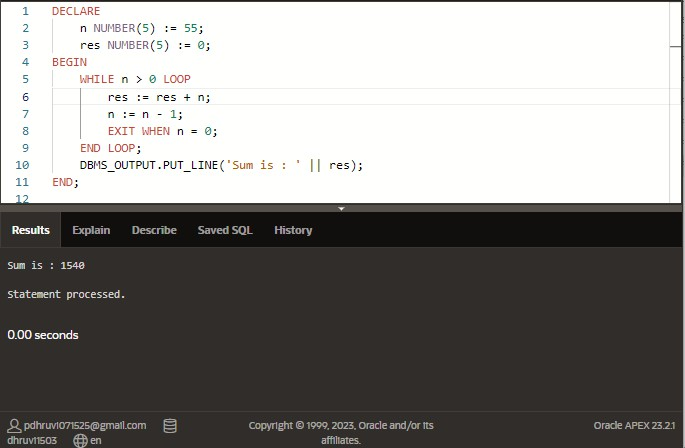 1 DECLARE
2 n NUMBER(5) := 55;
3 res NUMBER(5) := 0;
4 BEGIN
5 WHILE n > 0 LOOP
6 res := res + n;
7 n := n - 1;
8 EXIT WHEN n = 0;
9 END LOOP;
10 DBMS_OUTPUT.PUT_LINE('Sum is : ' || res);
11 END;
12
Results Explain Describe Saved SQL History
Sum is : 1540
Statement processed.
0.00 seconds
pdhruvi071525@gmail.com
dhruvi1503 en
Copyright © 1999, 2023, Oracle and/or its
affiliates.
Oracle APEX 23.2.1